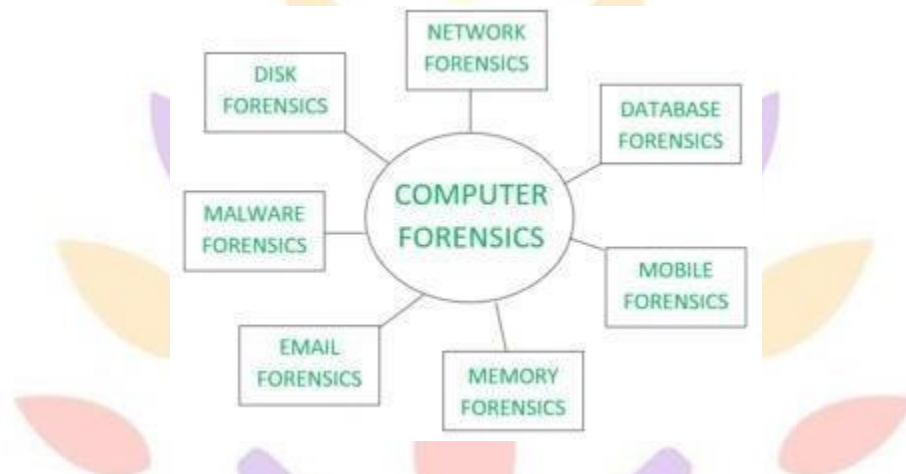 NETWORK
FORENSICS
DISK
FORENSICS
DATABASE
FORENSICS
COMPUTER
FORENSICS
MALWARE
FORENSICS
MOBILE
FORENSICS
EMAIL
FORENSICS
MEMORY
FORENSICS